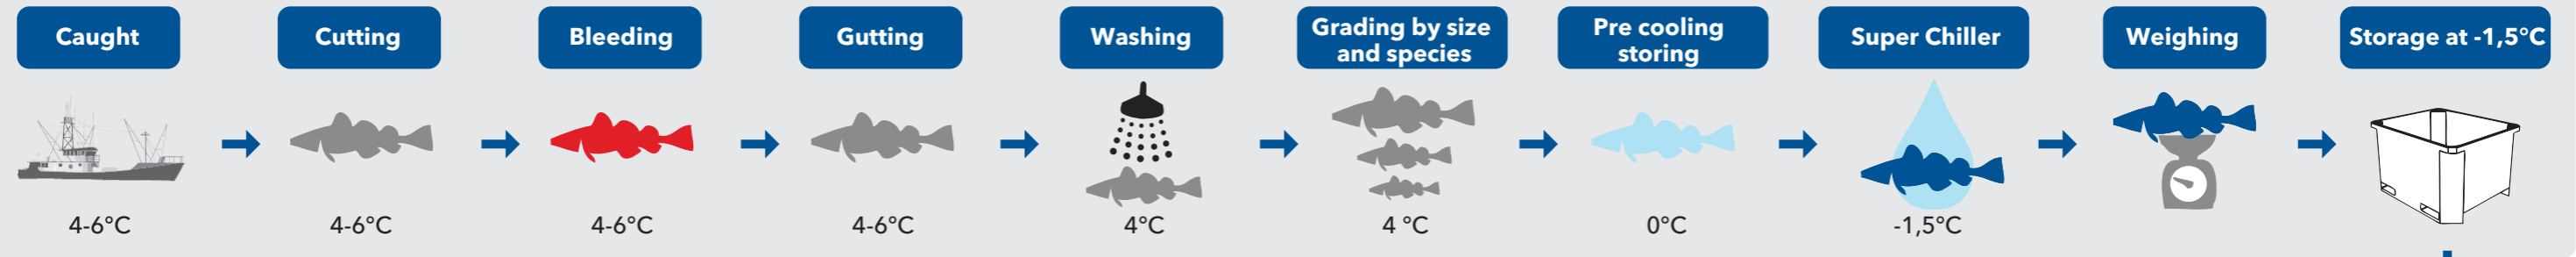 Caught
Cutting
Bleeding
Gutting
Washing
Grading by size
and species
Pre cooling
storing
Super Chiller
Weighing
Storage at -1,5°C
4-6°C
4-6°C
4-6°C
4-6°C
4°C
4 °C
0°C
-1,5°C